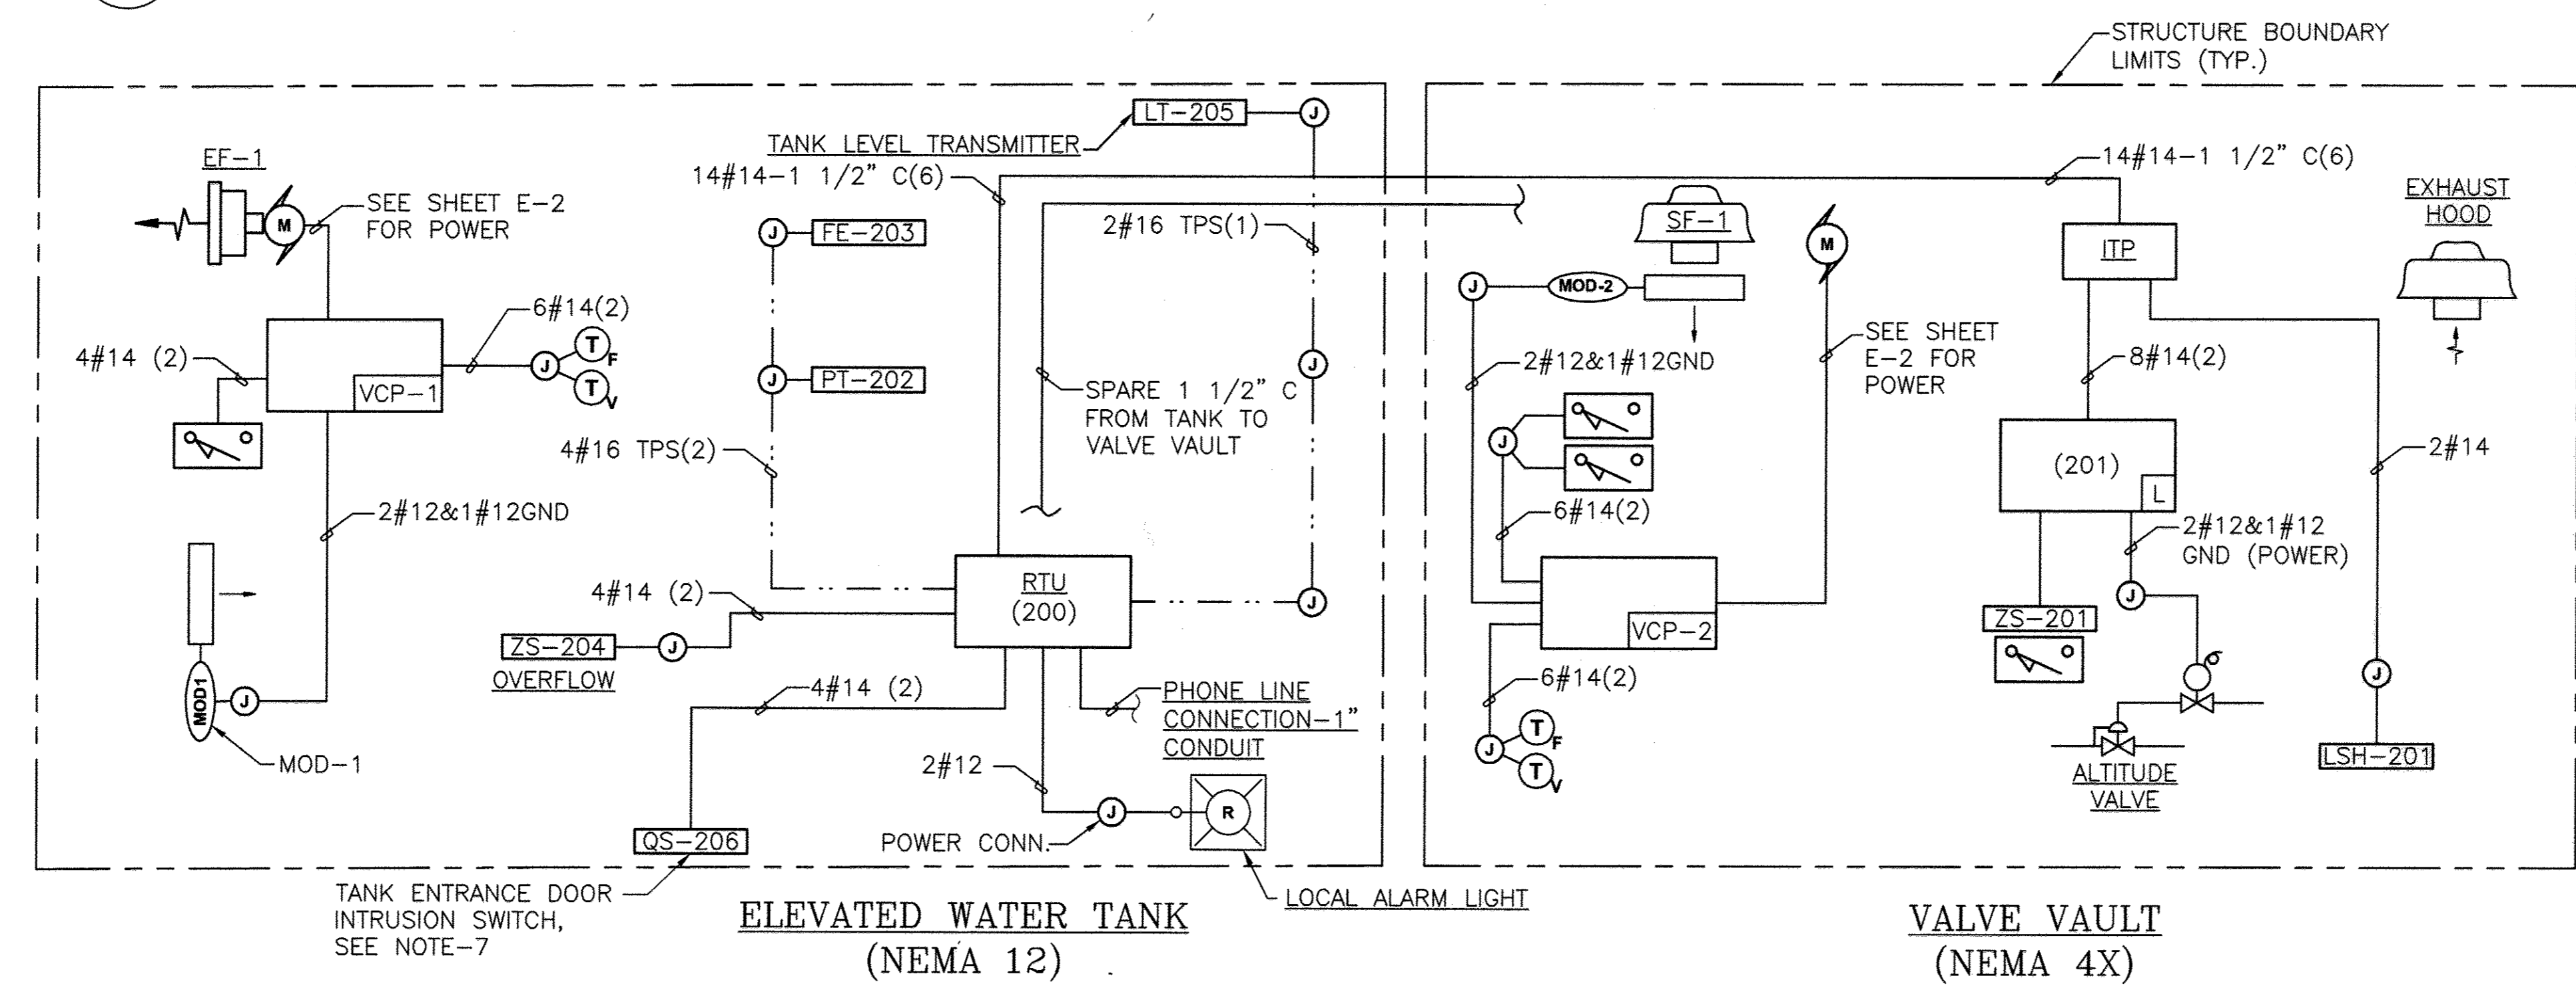 STRUCTURE BOUNDARY
LIMITS (TYP.)
LT-205
J
TANK LEVEL TRANSMITTER
14#14-1 1/2" C(6)
14#14-1 1/2" C(6)
EF-1
M
SEE SHEET E-2
FOR POWER
J
FE-203
2#16 TPS(1)
SF-1
M
ITP
EXHAUST
HOOD
J
MOD-2
6#14(2)
4#14 (2)
VCP-1
J
T
F
T
V
J
PT-202
J
SPARE 1 1/2" C
FROM TANK TO
VALVE VAULT
2#12&1#12GND
SEE SHEET
E-2 FOR
POWER
8#14(2)
4#16 TPS(2)
J
6#14(2)
(201)
L
2#14
2#12&1#12GND
2#12&1#12
GND (POWER)
RTU
(200)
J
4#14 (2)
ZS-204
J
OVERFLOW
VCP-2
ZS-201
J
MOD1
J
MOD-1
4#14 (2)
PHONE LINE
CONNECTION-1"
CONDUIT
6#14(2)
J
T
F
T
V
J
LSH-201
ALTITUDE
VALVE
2#12
J
R
POWER CONN.
QS-206
TANK ENTRANCE DOOR
INTRUSION SWITCH,
SEE NOTE-7
LOCAL ALARM LIGHT
ELEVATED WATER TANK
(NEMA 12)
VALVE VAULT
(NEMA 4X)